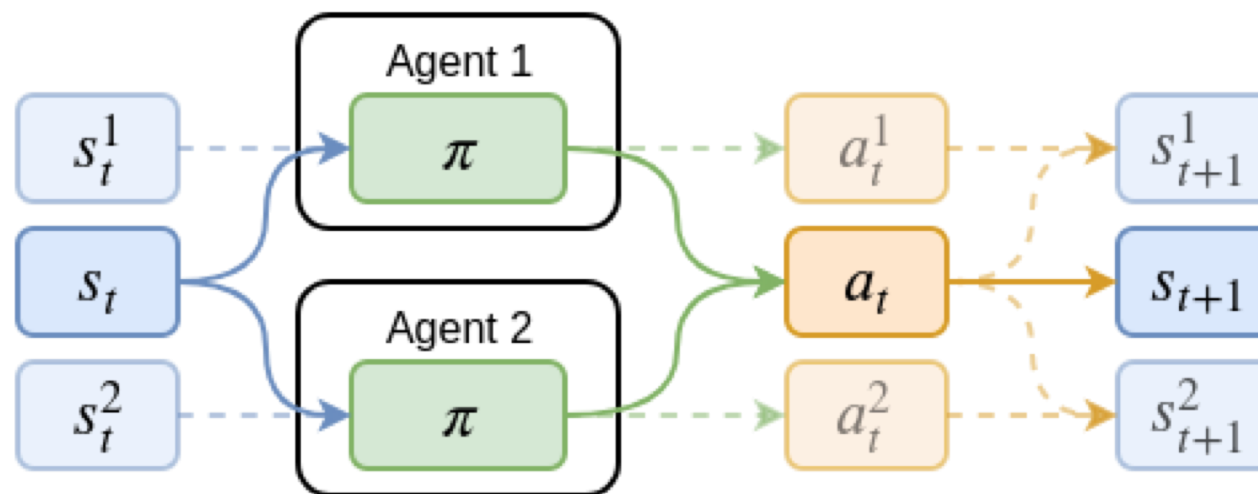 Agent 1
s_t^1
π
a_t^1
s_{t+1}^1
s_t
a_t
s_{t+1}
Agent 2
s_t^2
π
a_t^2
s_{t+1}^2